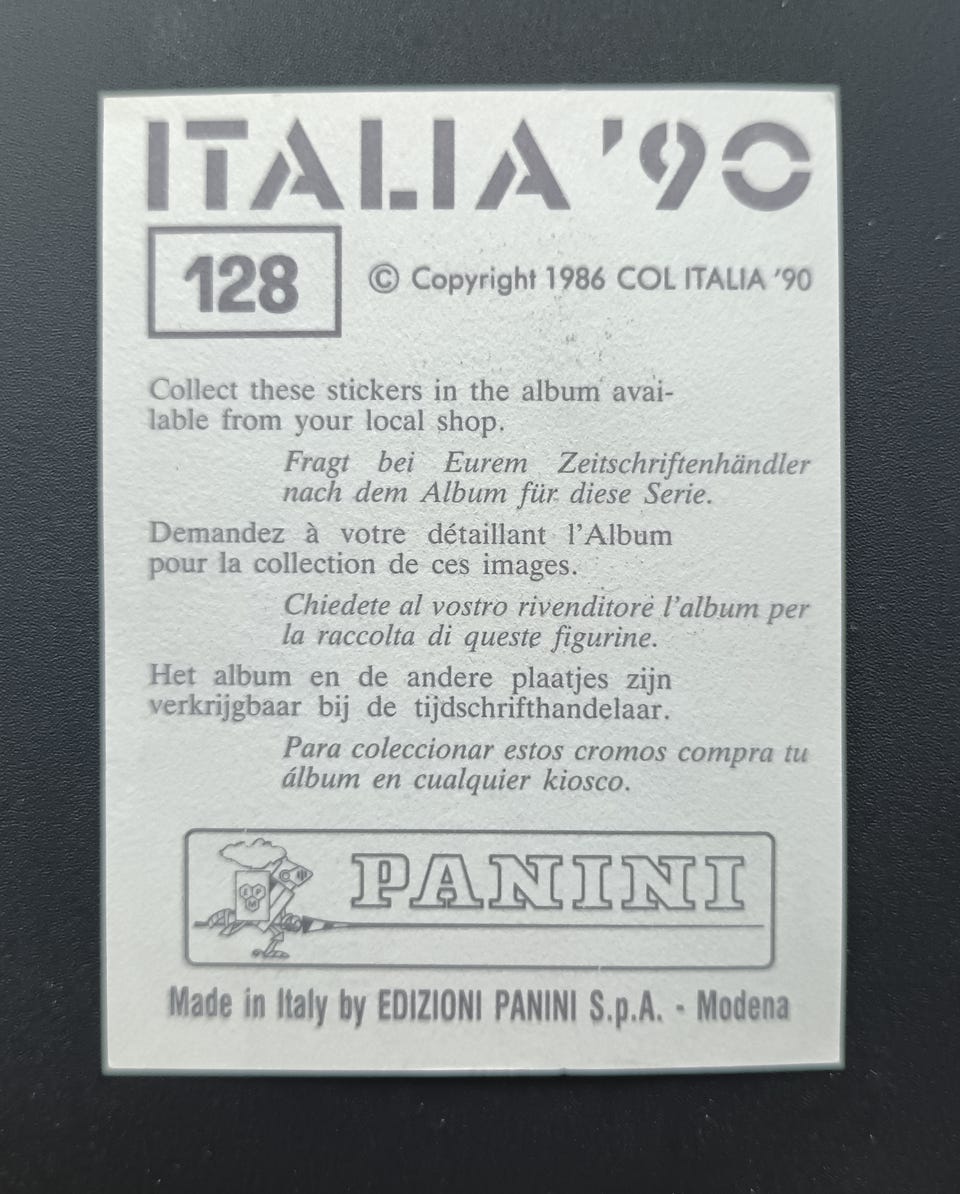 ITALIA '90
128
© Copyright 1986 COL ITALIA '90
Collect these stickers in the album avai-
lable from your local shop.
Fragt bei Eurem Zeitschriftenhändler
nach dem Album für diese Serie.
Demandez à votre détaillant l'Album
pour la collection de ces images.
Chiedete al vostro rivenditore l'album per
la raccolta di queste figurine.
Het album en de andere plaatjes zijn
verkrijgbaar bij de tijdschrifthandelaar.
Para coleccionar estos cromos compra tu
álbum en cualquier kiosco.
E P
M
PANINI
Made in Italy by EDIZIONI PANINI S.p.A. - Modena